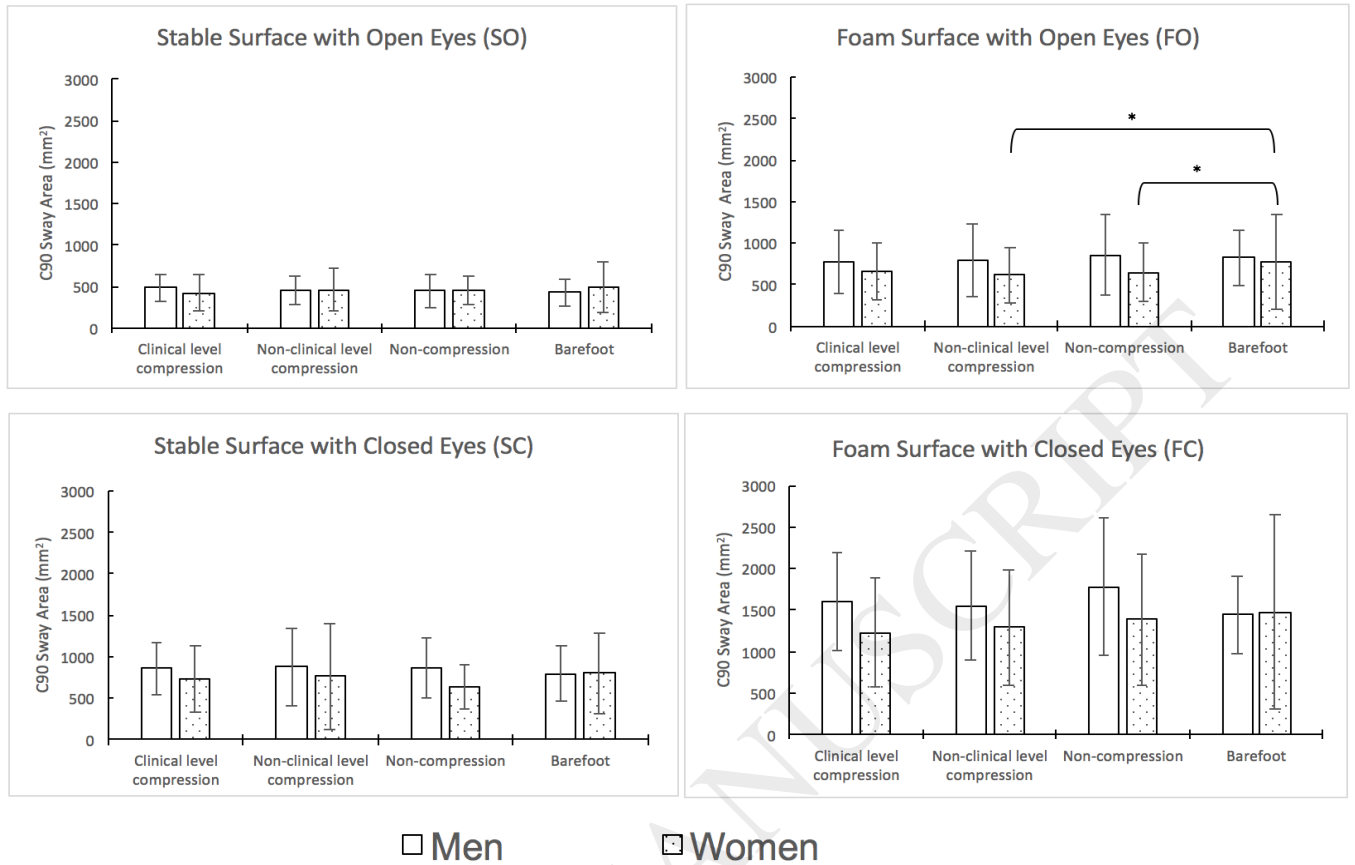 Stable Surface with Open Eyes (SO)
C90 Sway Area (mm²)
3000
2500
2000
1500
1000
500
0
Clinical level compression
Non-clinical level compression
Non-compression
Barefoot
Foam Surface with Open Eyes (FO)
C90 Sway Area (mm²)
3000
2500
2000
1500
1000
500
0
*
*
Clinical level compression
Non-clinical level compression
Non-compression
Barefoot
Stable Surface with Closed Eyes (SC)
C90 Sway Area (mm²)
3000
2500
2000
1500
1000
500
0
Clinical level compression
Non-clinical level compression
Non-compression
Barefoot
Foam Surface with Closed Eyes (FC)
C90 Sway Area (mm²)
3000
2500
2000
1500
1000
500
0
Clinical level compression
Non-clinical level compression
Non-compression
Barefoot
Men
Women
ANUSCRIPT